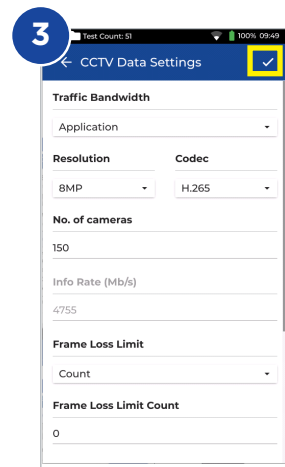 3
Test Count: 51 100% 09:49
CCTV Data Settings
Traffic Bandwidth
Application
Resolution Codec
8MP H.265
No. of cameras
150
Info Rate (Mb/s)
4755
Frame Loss Limit
Count
Frame Loss Limit Count
0